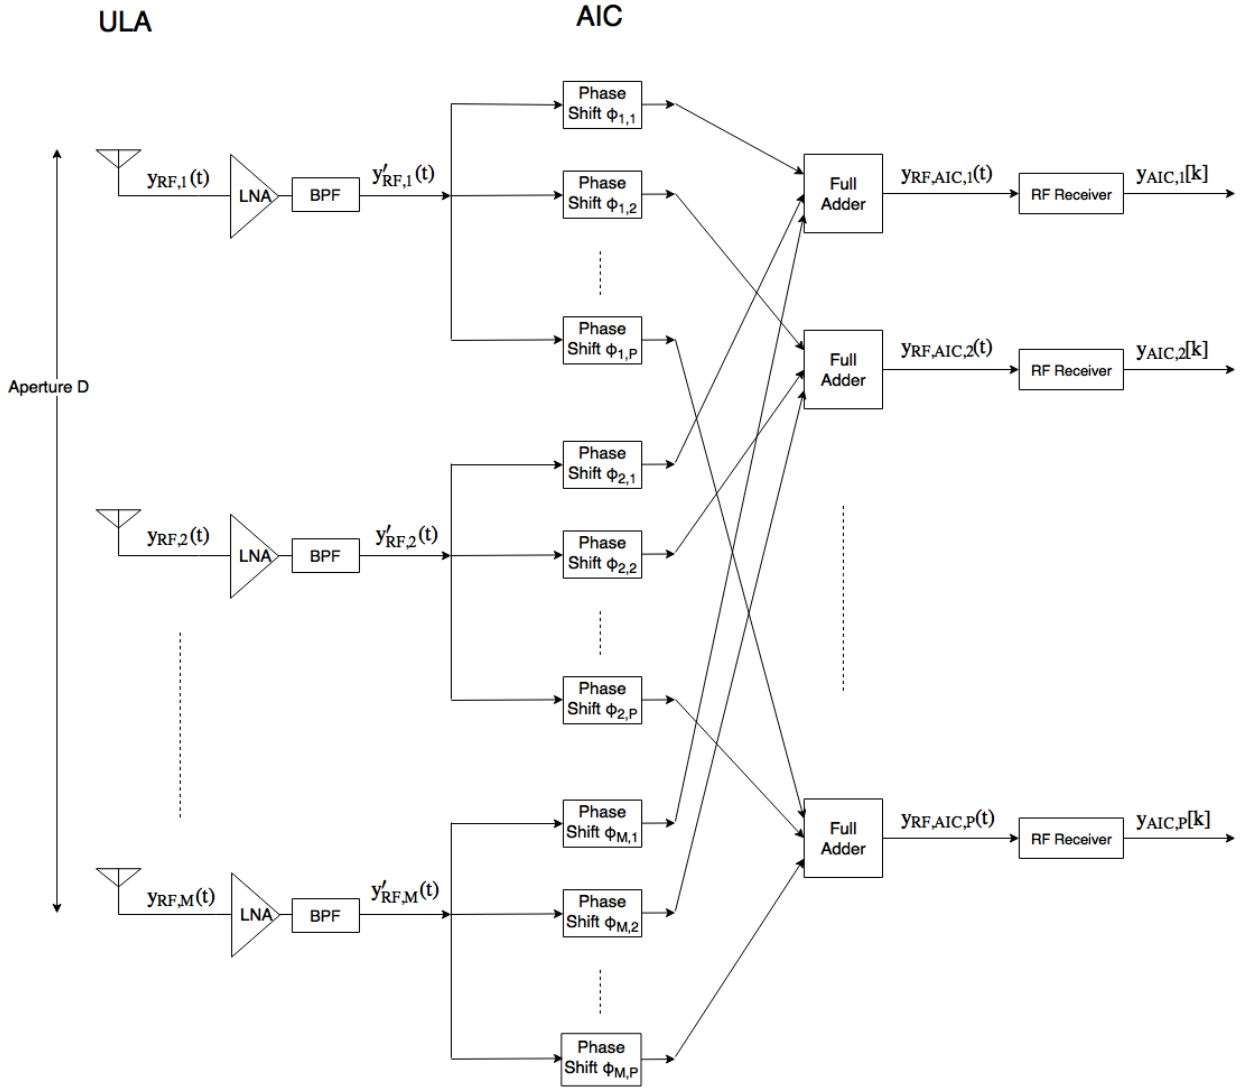 ULA
AIC
Phase
Shift ϕ1,1
yRF,1(t)
LNA
BPF
y′RF,1(t)
Phase
Shift ϕ1,2
Full
Adder
yRF,AIC,1(t)
RF Receiver
yAIC,1[k]
Phase
Shift ϕ1,P
Full
Adder
yRF,AIC,2(t)
RF Receiver
yAIC,2[k]
Aperture D
Phase
Shift ϕ2,1
yRF,2(t)
LNA
BPF
y′RF,2(t)
Phase
Shift ϕ2,2
Phase
Shift ϕ2,P
Phase
Shift ϕM,1
Full
Adder
yRF,AIC,P(t)
RF Receiver
yAIC,P[k]
yRF,M(t)
LNA
BPF
y′RF,M(t)
Phase
Shift ϕM,2
Phase
Shift ϕM,P